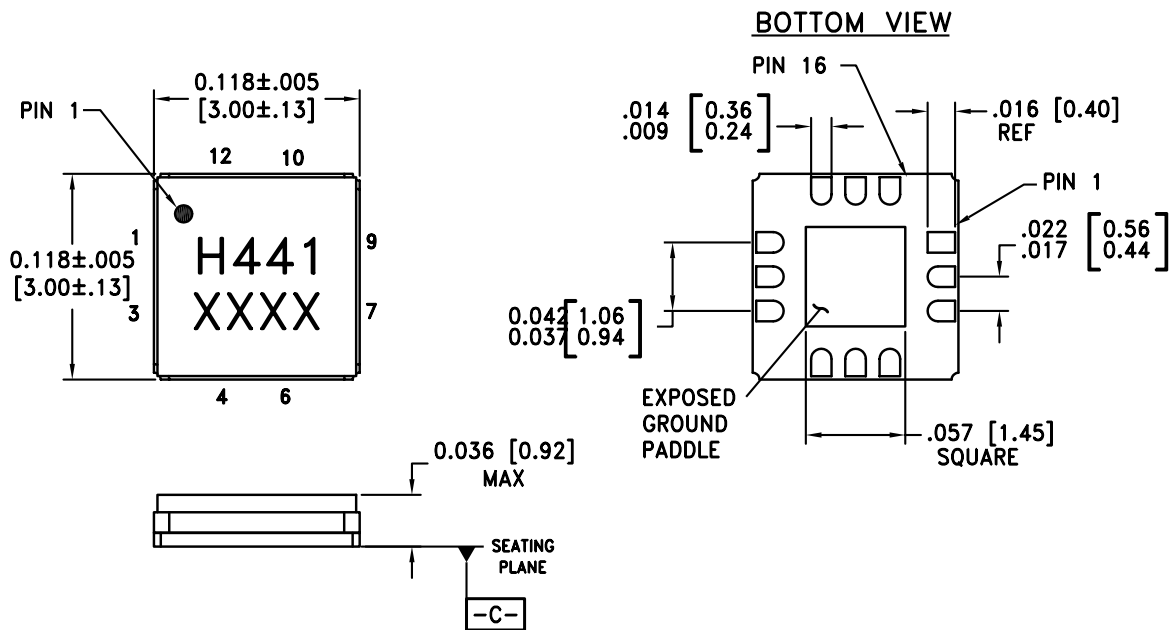 BOTTOM VIEW
0.118±.005
[3.00±.13]
PIN 1
12 10
1
3
9
7
4 6
H441
XXXX
0.118±.005
[3.00±.13]
PIN 16
.014 [0.36
.009 0.24]
.016 [0.40]
REF
PIN 1
.022 [0.56
.017 0.44]
0.042 [1.06
0.037 0.94]
EXPOSED
GROUND
PADDLE
.057 [1.45]
SQUARE
0.036 [0.92]
MAX
SEATING
PLANE
-C-